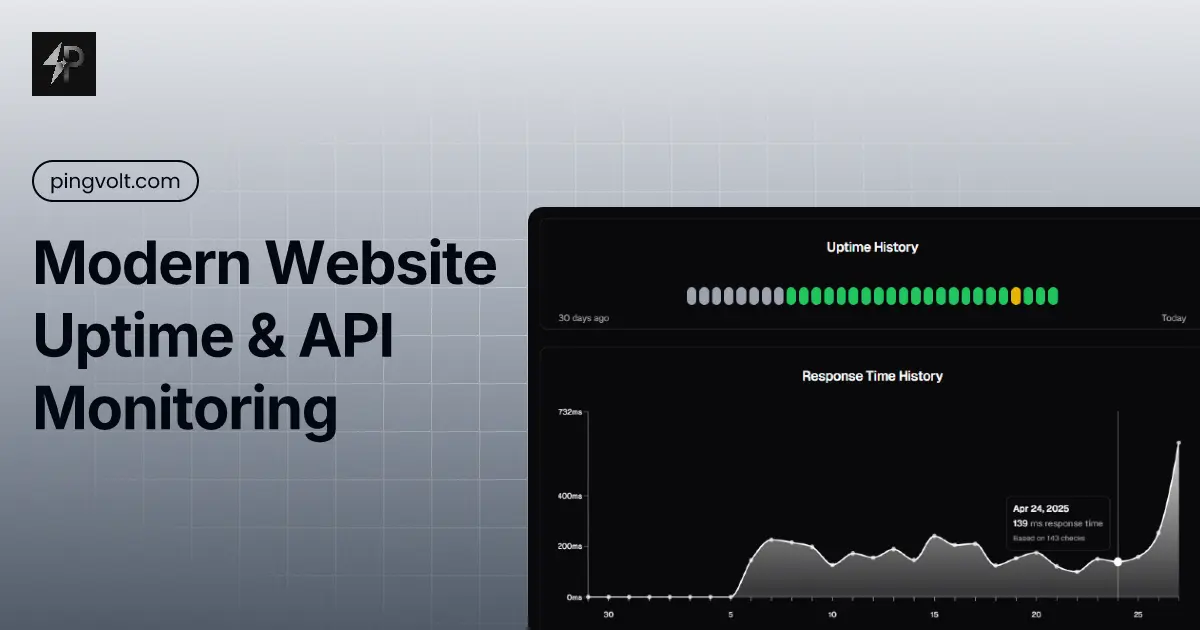 P
pingvolt.com
Modern Website
Uptime & API
Monitoring
Uptime History
30 days ago
Today
Response Time History
732ms
400ms
200ms
0ms
Apr 24, 2025
139 ms response time
Based on 143 checks
30
5
10
15
20
25